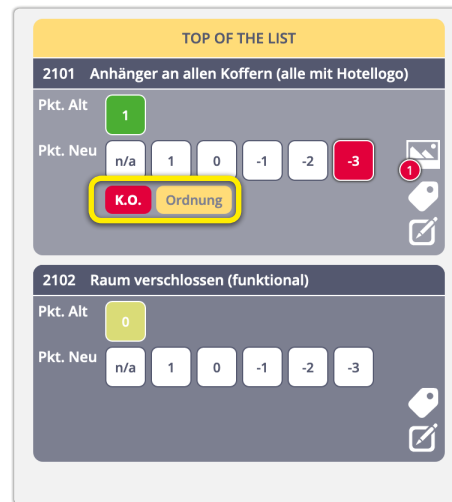 TOP OF THE LIST
2101 Anhänger an allen Koffern (alle mit Hotellogo)
Pkt. Alt 1
Pkt. Neu n/a 1 0 -1 -2 -3
1
K.O. Ordnung
2102 Raum verschlossen (funktional)
Pkt. Alt 0
Pkt. Neu n/a 1 0 -1 -2 -3